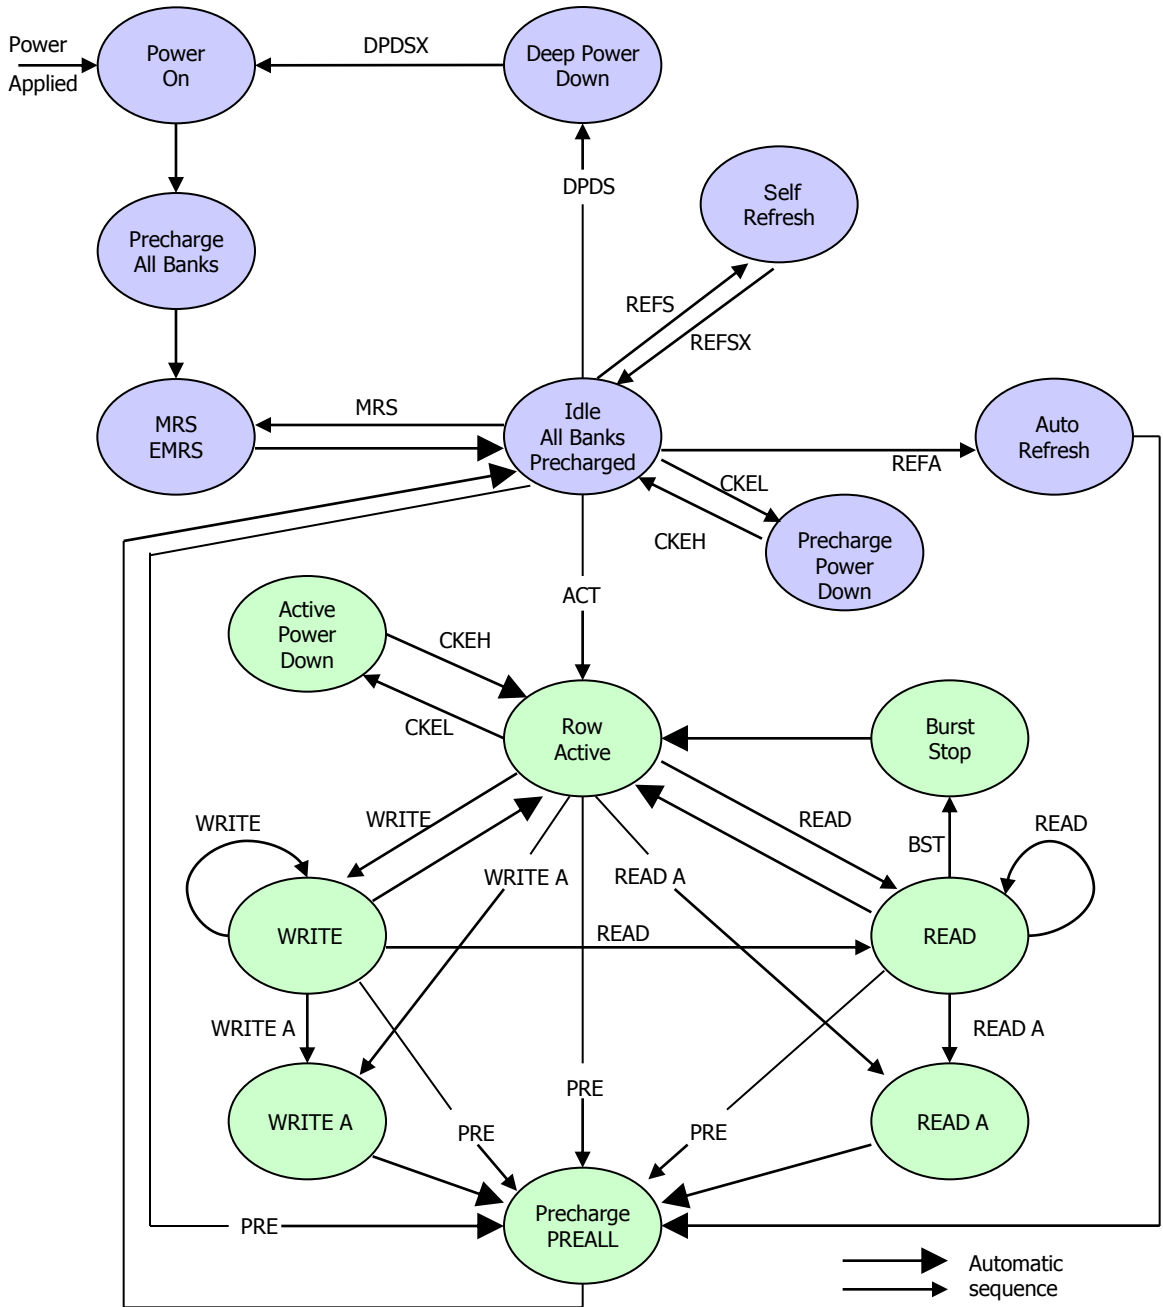 Power
Applied
Power
On
DPDSX
Deep Power
Down
DPDS
Self
Refresh
Precharge
All Banks
REFS
REFSX
MRS
EMRS
MRS
Idle
All Banks
Precharged
Auto
Refresh
REFA
CKEL
CKEH
Precharge
Power
Down
ACT
Active
Power
Down
CKEH
CKEL
Row
Active
Burst
Stop
WRITE
WRITE
READ
BST
READ
WRITE A
READ A
WRITE
READ
READ
WRITE A
READ A
PRE
WRITE A
PRE
PRE
READ A
Precharge
PREALL
PRE
Automatic
sequence